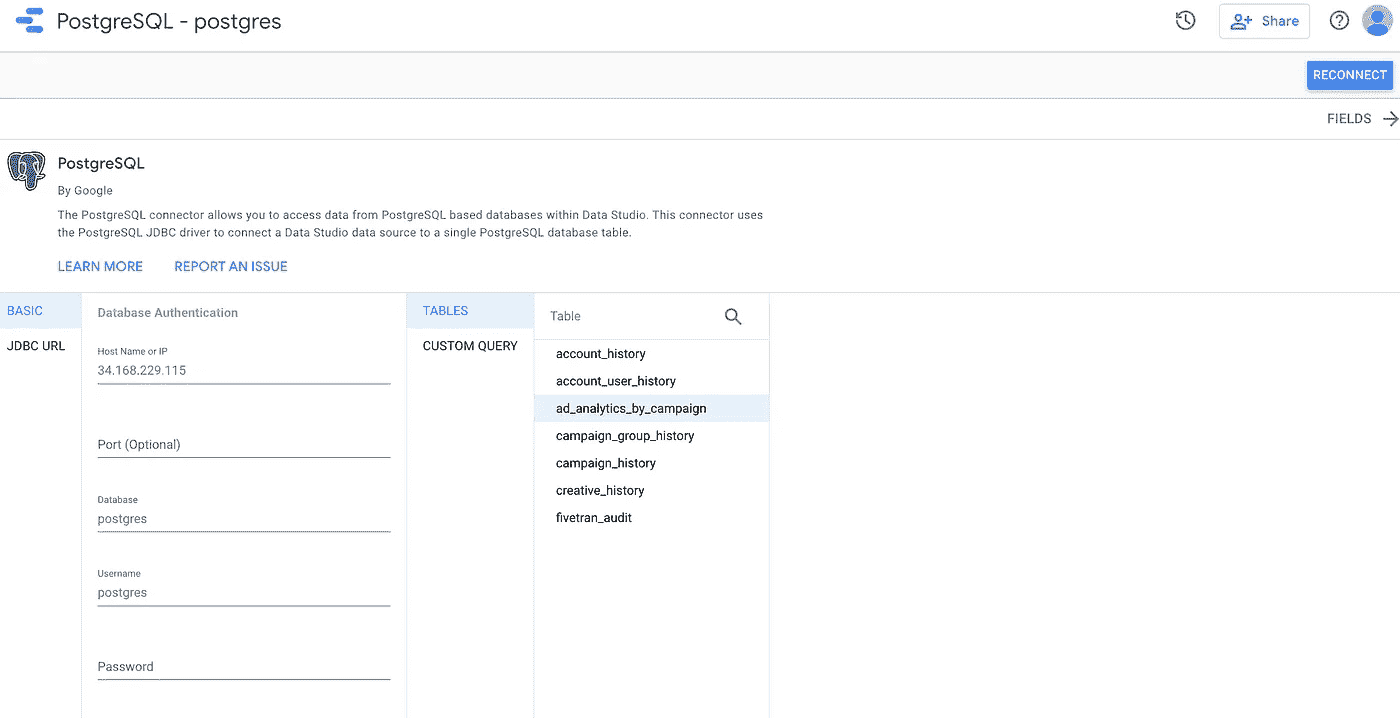 PostgreSQL - postgres
Share
RECONNECT
FIELDS
PostgreSQL
By Google
The PostgreSQL connector allows you to access data from PostgreSQL based databases within Data Studio. This connector uses
the PostgreSQL JDBC driver to connect a Data Studio data source to a single PostgreSQL database table.
LEARN MORE
REPORT AN ISSUE
BASIC
JDBC URL
Database Authentication
Host Name or IP
34.168.229.115
Port (Optional)
Database
postgres
Username
postgres
Password
TABLES
CUSTOM QUERY
Table
account_history
account_user_history
ad_analytics_by_campaign
campaign_group_history
campaign_history
creative_history
fivetran_audit